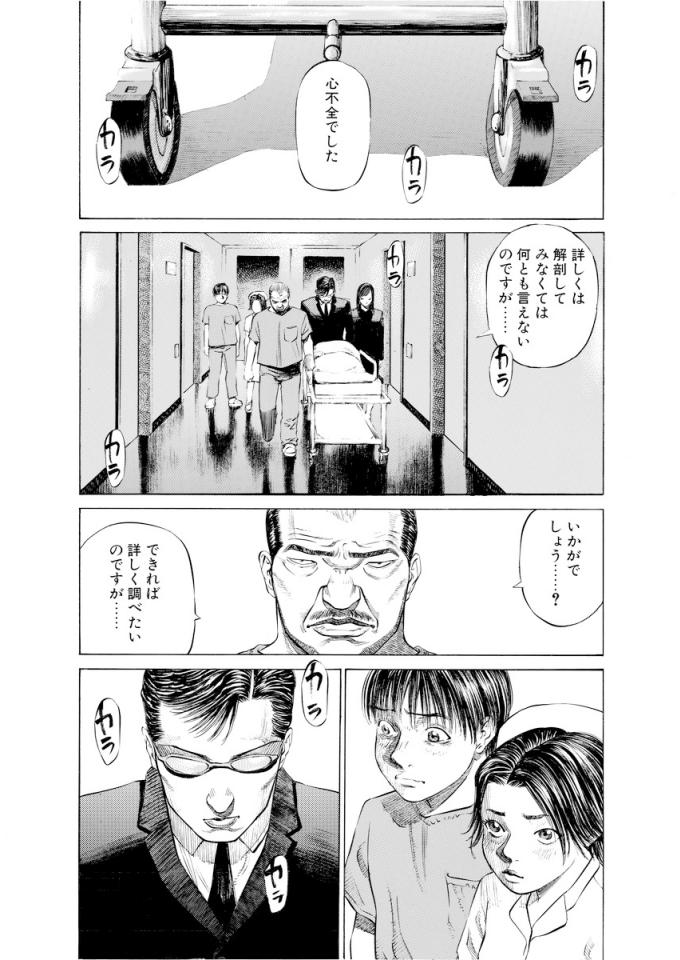 カラ
心不全でした
カラ
カラ
詳しくは
解剖して
みなくては
何とも言えない
のですが……
カラ
カラ
カラ
いかがで
しょう……?
できれば
詳しく調べたい
のですが……
カラ
カラ
カラ